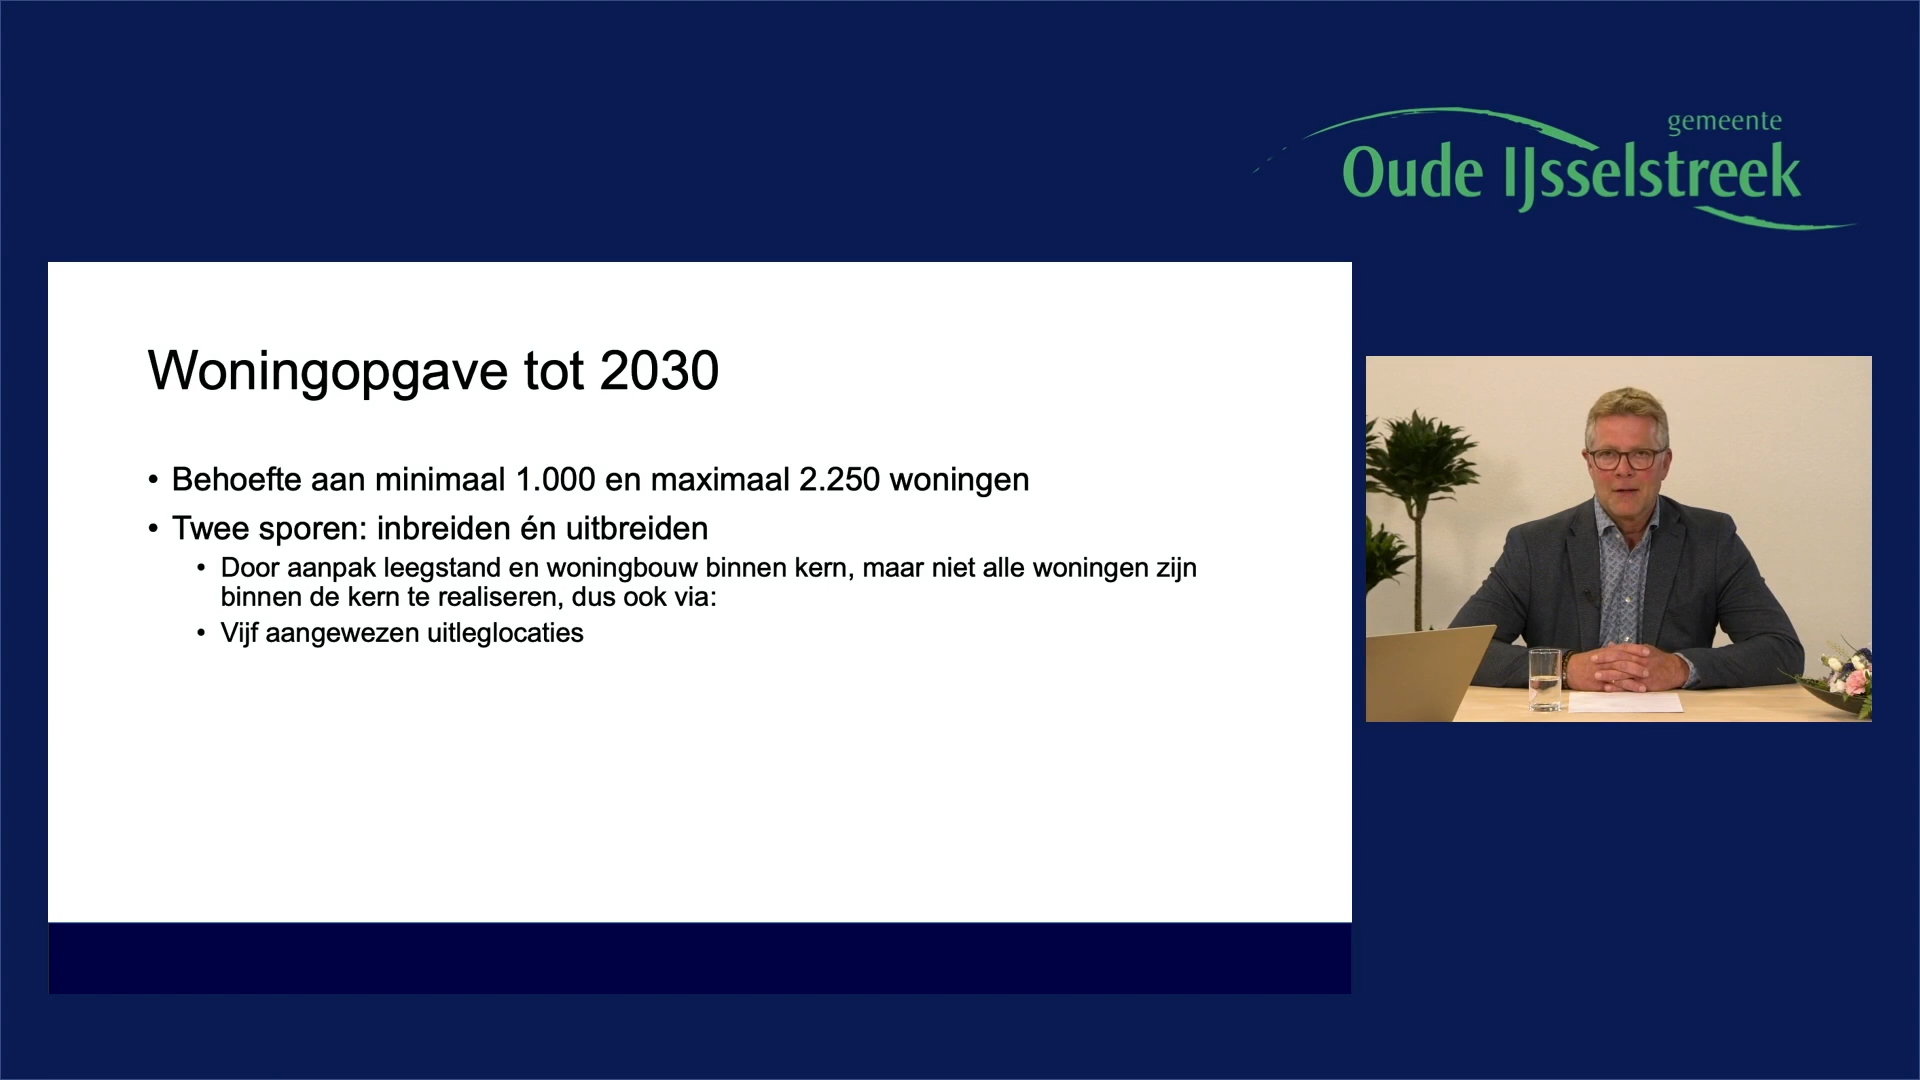 gemeente
Oude IJsselstreek
Woningopgave tot 2030
• Behoefte aan minimaal 1.000 en maximaal 2.250 woningen
• Twee sporen: inbreiden én uitbreiden
• Door aanpak leegstand en woningbouw binnen kern, maar niet alle woningen zijn
binnen de kern te realiseren, dus ook via:
• Vijf aangewezen uitleglocaties